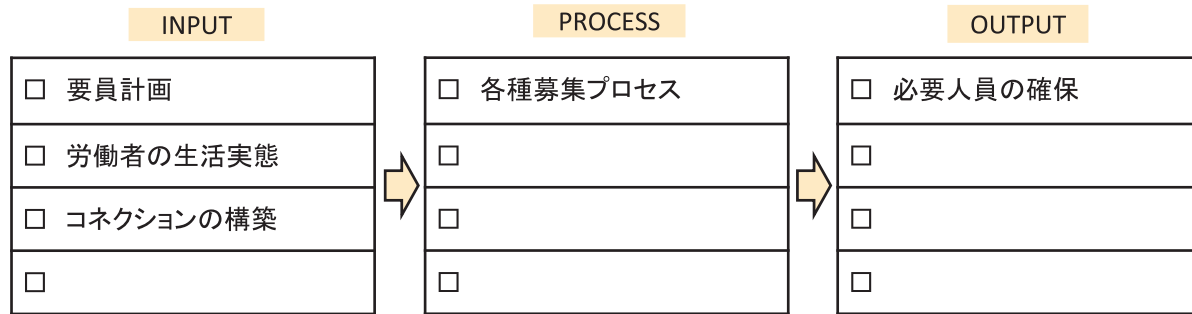 INPUT
PROCESS
OUTPUT
□ 要員計画
□ 労働者の生活実態
□ コネクションの構築
□
□ 各種募集プロセス
□
□
□
□ 必要人員の確保
□
□
□